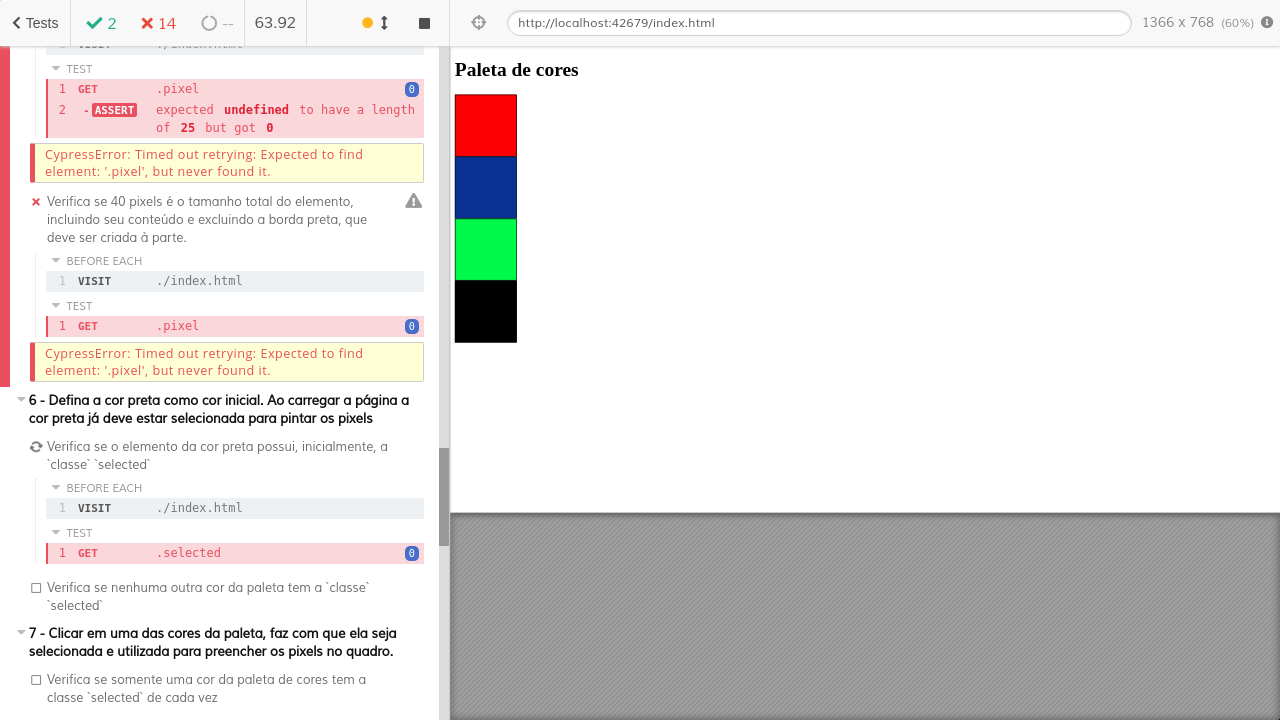 Tests
2
14
--
63.92
http://localhost:42679/index.html
1366 x 768 (60%)
1 VISIT ./index.html
TEST
1 GET .pixel 0
2 -ASSERT expected undefined to have a length
of 25 but got 0
CypressError: Timed out retrying: Expected to find
element: '.pixel', but never found it.
Verifica se 40 pixels é o tamanho total do elemento,
incluindo seu conteúdo e excluindo a borda preta, que
deve ser criada à parte.
BEFORE EACH
1 VISIT ./index.html
TEST
1 GET .pixel 0
CypressError: Timed out retrying: Expected to find
element: '.pixel', but never found it.
6 - Defina a cor preta como cor inicial. Ao carregar a página a
cor preta já deve estar selecionada para pintar os pixels
Verifica se o elemento da cor preta possui, inicialmente, a
`classe` `selected`
BEFORE EACH
1 VISIT ./index.html
TEST
1 GET .selected 0
Verifica se nenhuma outra cor da paleta tem a `classe`
`selected`
7 - Clicar em uma das cores da paleta, faz com que ela seja
selecionada e utilizada para preencher os pixels no quadro.
Verifica se somente uma cor da paleta de cores tem a
classe `selected` de cada vez
Paleta de cores